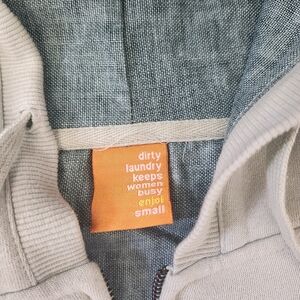 dirty
laundry
keeps
women
busy
enjoi
small